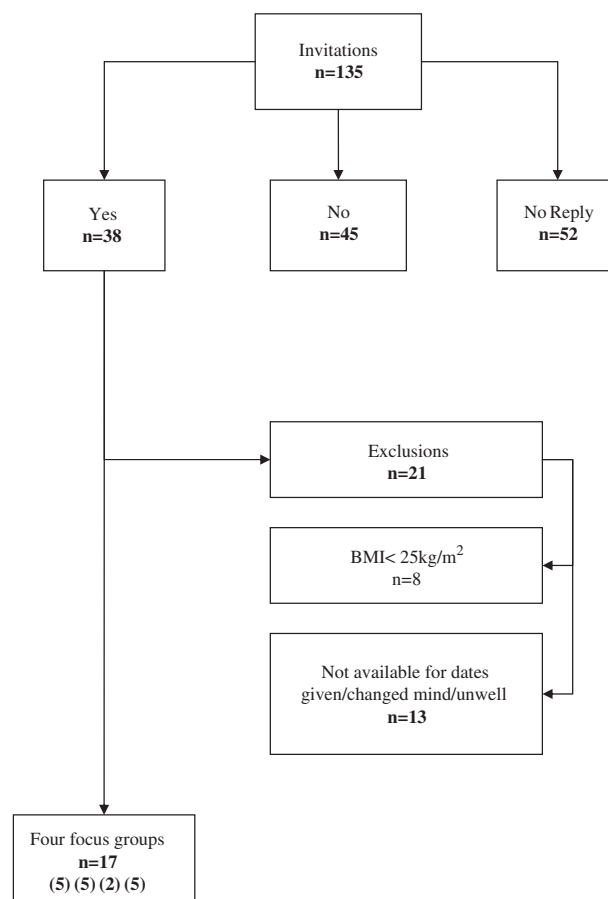 Invitations
n=135
Yes
n=38
No
n=45
No Reply
n=52
Exclusions
n=21
BMI< 25kg/m²
n=8
Not available for dates
given/changed mind/unwell
n=13
Four focus groups
n=17
(5) (5) (2) (5)